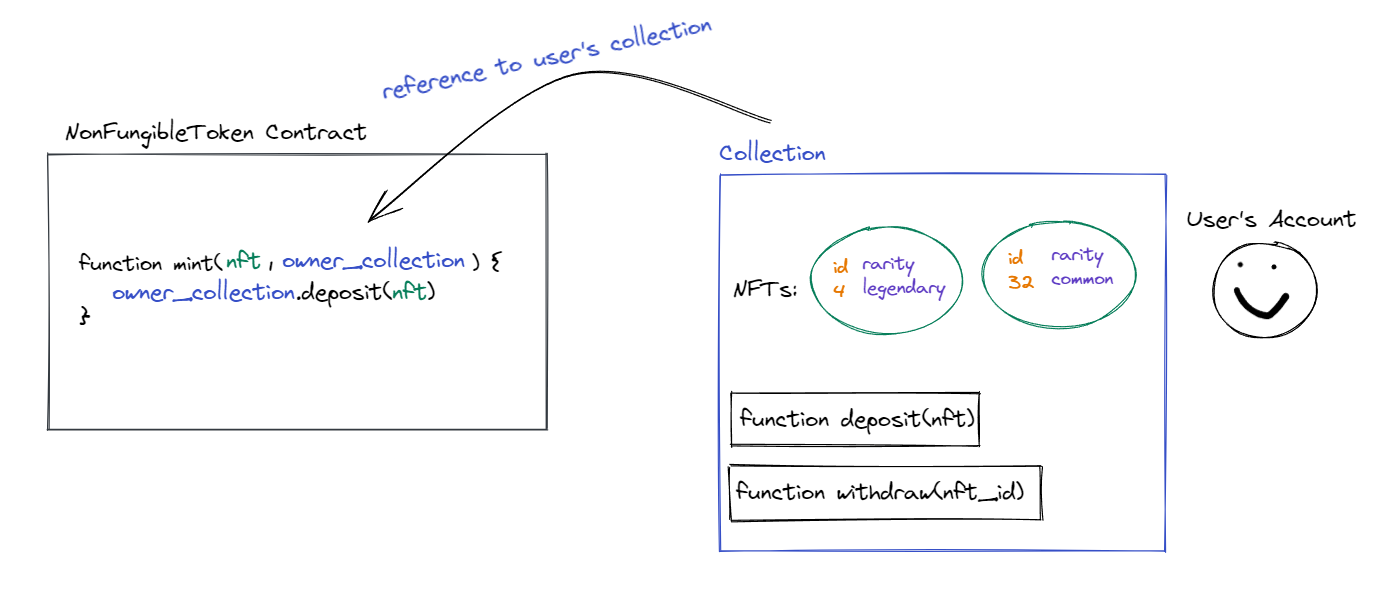 reference to user's collection
NonFungibleToken Contract
function mint(nft, owner_collection) {
owner_collection.deposit(nft)
}
Collection
NFTs:
id rarity
4 legendary
id rarity
32 common
function deposit(nft)
function withdraw(nft_id)
User's Account